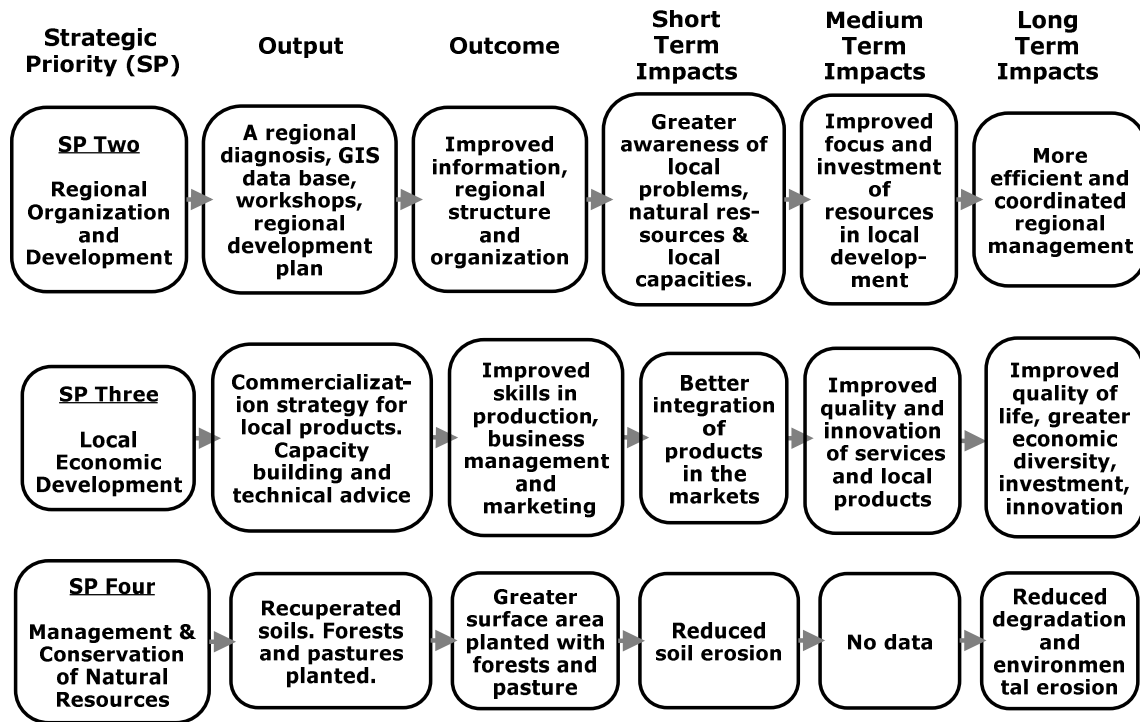 Strategic
Priority (SP)
Output
Outcome
Short
Term
Impacts
Medium
Term
Impacts
Long
Term
Impacts
SP Two
Regional
Organization
and
Development
A regional
diagnosis, GIS
data base,
workshops,
regional
development
plan
Improved
information,
regional
structure
and
organization
Greater
awareness of
local
problems,
natural res-
sources &
local
capacities.
Improved
focus and
investment
of
resources
in local
develop-
ment
More
efficient and
coordinated
regional
management
SP Three
Local
Economic
Development
Commercializat-
ion strategy for
local products.
Capacity
building and
technical advice
Improved
skills in
production,
business
management
and
marketing
Better
integration
of
products
in the
markets
Improved
quality and
innovation
of services
and local
products
Improved
quality of
life, greater
economic
diversity,
investment,
innovation
SP Four
Management &
Conservation
of Natural
Resources
Recuperated
soils. Forests
and pastures
planted.
Greater
surface area
planted with
forests and
pasture
Reduced
soil erosion
No data
Reduced
degradation
and
environmen
tal erosion